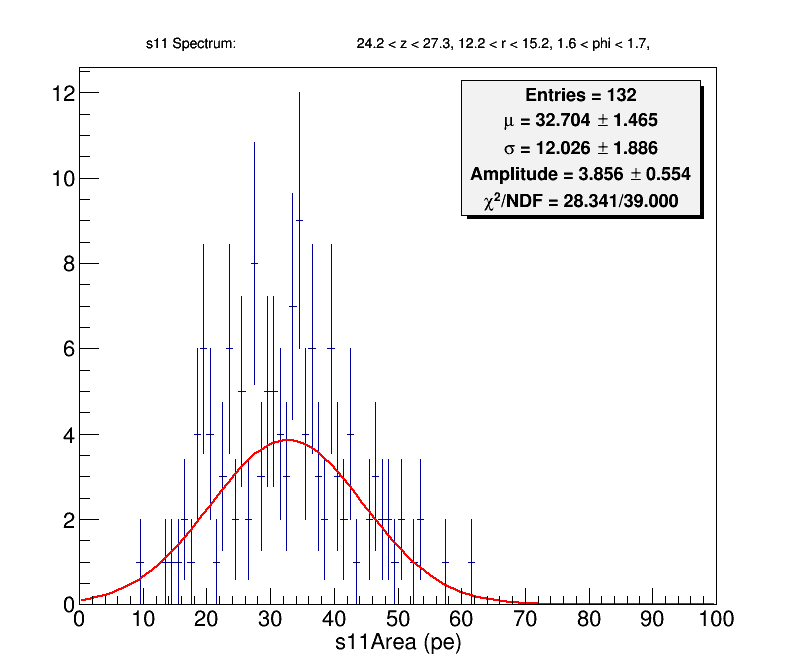 s11 Spectrum: 24.2 < z < 27.3, 12.2 < r < 15.2, 1.6 < phi < 1.7,
Entries = 132
μ = 32.704 ± 1.465
σ = 12.026 ± 1.886
Amplitude = 3.856 ± 0.554
χ²/NDF = 28.341/39.000
12
10
8
6
4
2
0
0 10 20 30 40 50 60 70 80 90 100
s11Area (pe)